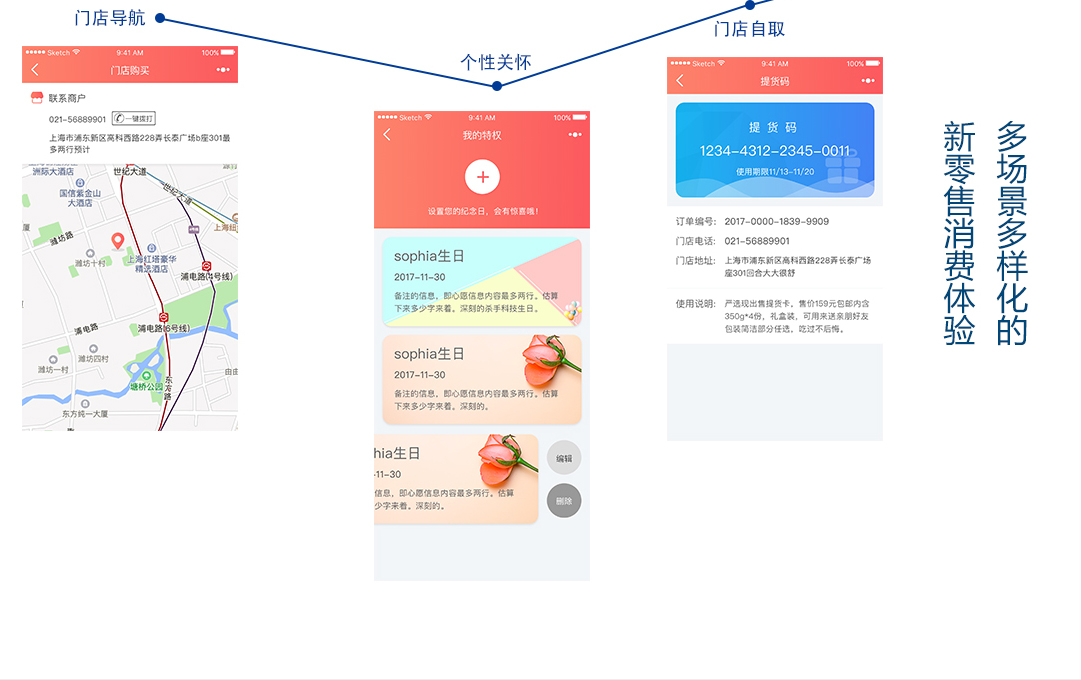 门店导航
个性关怀
门店自取
多场景多样化的
新零售消费体验
Sketch
9:41 AM
100%
门店购买
联系商户
021-56889901 一键拨打
上海市浦东新区高科西路228弄长泰广场b座301最
多两行预计
洲际大酒店
世纪大道
国信紫金山
大酒店
世纪大道
潍坊路
潍坊十村
上海红塔豪华
精选酒店
浦电路(4号线)
浦电路
浦电路(6号线)
潍坊四村
潍坊一村
塘桥公园
东方路
由由
东方纯一大厦
Sketch
9:41 AM
100%
我的特权
设置您的纪念日，会有惊喜哦！
sophia生日
2017-11-30
备注的信息，即心愿信息内容最多两行。估算
下来多少字来着。深刻的杀手科技生日。
sophia生日
2017-11-30
备注的信息，即心愿信息内容最多两行。估算
下来多少字来着。深刻的。
hia生日
-11-30
信息，即心愿信息内容最多两行。估算
少字来着。深刻的。
编辑
删除
Sketch
9:41 AM
100%
提货码
提 货 码
1234-4312-2345-0011
使用期限11/13-11/20
订单编号: 2017-0000-1839-9909
门店电话: 021-56889901
门店地址: 上海市浦东新区高科西路228弄长泰广场
座301回合大大很舒
使用说明: 严选现出售提货卡，售价159元包邮内含
350g*4份，礼盒装，可用来送亲朋好友
包装简洁部分任选，吃过不后悔。